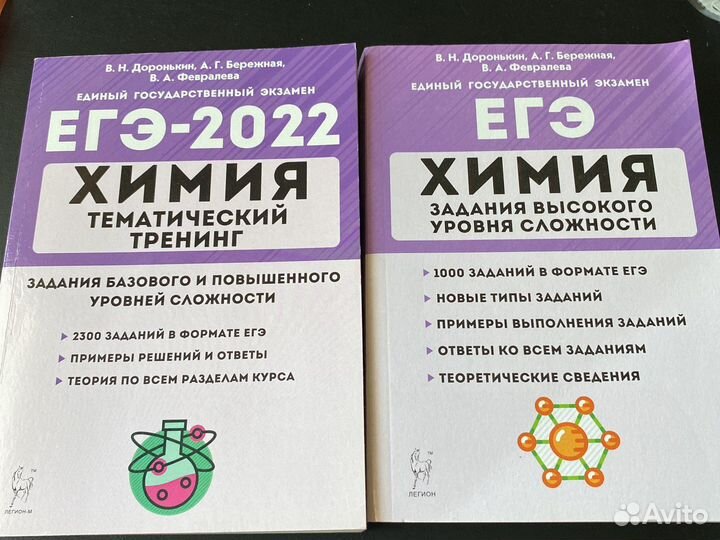 В. Н. Доронькин, А. Г. Бережная,
В. А. Февралева
ЕДИНЫЙ ГОСУДАРСТВЕННЫЙ ЭКЗАМЕН
ЕГЭ-2022
ХИМИЯ
ТЕМАТИЧЕСКИЙ
ТРЕНИНГ
ЗАДАНИЯ БАЗОВОГО И ПОВЫШЕННОГО
УРОВНЕЙ СЛОЖНОСТИ
2300 ЗАДАНИЙ В ФОРМАТЕ ЕГЭ
ПРИМЕРЫ РЕШЕНИЙ И ОТВЕТЫ
ТЕОРИЯ ПО ВСЕМ РАЗДЕЛАМ КУРСА
TM
ЛЕГИОН-М
В. Н. Доронькин, А. Г. Бережная,
В. А. Февралева
ЕДИНЫЙ ГОСУДАРСТВЕННЫЙ ЭКЗАМЕН
ЕГЭ
ХИМИЯ
ЗАДАНИЯ ВЫСОКОГО
УРОВНЯ СЛОЖНОСТИ
1000 ЗАДАНИЙ В ФОРМАТЕ ЕГЭ
НОВЫЕ ТИПЫ ЗАДАНИЙ
ПРИМЕРЫ ВЫПОЛНЕНИЯ ЗАДАНИЙ
ОТВЕТЫ КО ВСЕМ ЗАДАНИЯМ
ТЕОРЕТИЧЕСКИЕ СВЕДЕНИЯ
TM
ЛЕГИОН
Avito